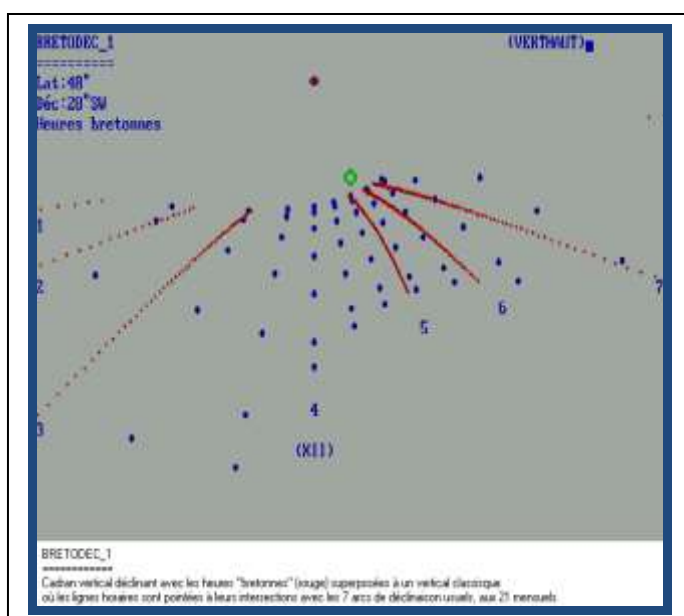 BRETODEC_1
(VERTHAUT)
==========
Lat:48°
Déc:20°SW
Heures bretonnes
1
2
7
6
5
3
4
(XII)
BRETODEC_1
===========
Cadran vertical déclinant avec les heures "bretonnes" (rouge) superposées à un vertical classique
où les lignes horaires sont pointées à leurs intersections avec les 7 arcs de déclinaison usuels, aux 21 mensuels